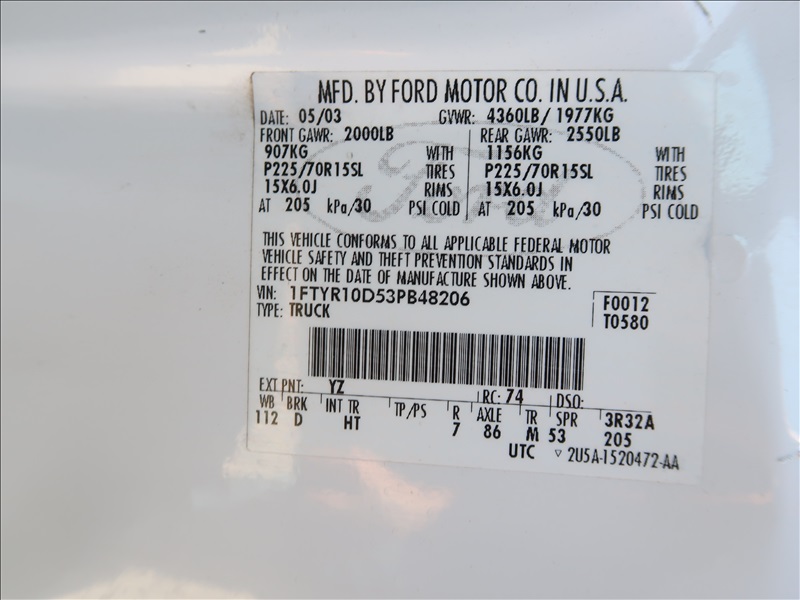 MFD. BY FORD MOTOR CO. IN U.S.A.
DATE: 05/03 GVWR: 4360LB/ 1977KG
FRONT GAWR: 2000LB REAR GAWR: 2550LB
907KG WITH 1156KG WITH
P225/70R15SL TIRES P225/70R15SL TIRES
15X6.0J RIMS 15X6.0J RIMS
AT 205 kPa/30 PSI COLD AT 205 kPa/30 PSI COLD
Ford
THIS VEHICLE CONFORMS TO ALL APPLICABLE FEDERAL MOTOR
VEHICLE SAFETY AND THEFT PREVENTION STANDARDS IN
EFFECT ON THE DATE OF MANUFACTURE SHOWN ABOVE.
VIN: 1FTYR10D53PB48206 F0012
TYPE: TRUCK T0580
EXT PNT: YZ RC: 74 DSO:
WB BRK INT TR TP/PS R AXLE TR SPR 3R32A
112 D HT 7 86 M 53 205
UTC ▽ 2U5A-1520472-AA